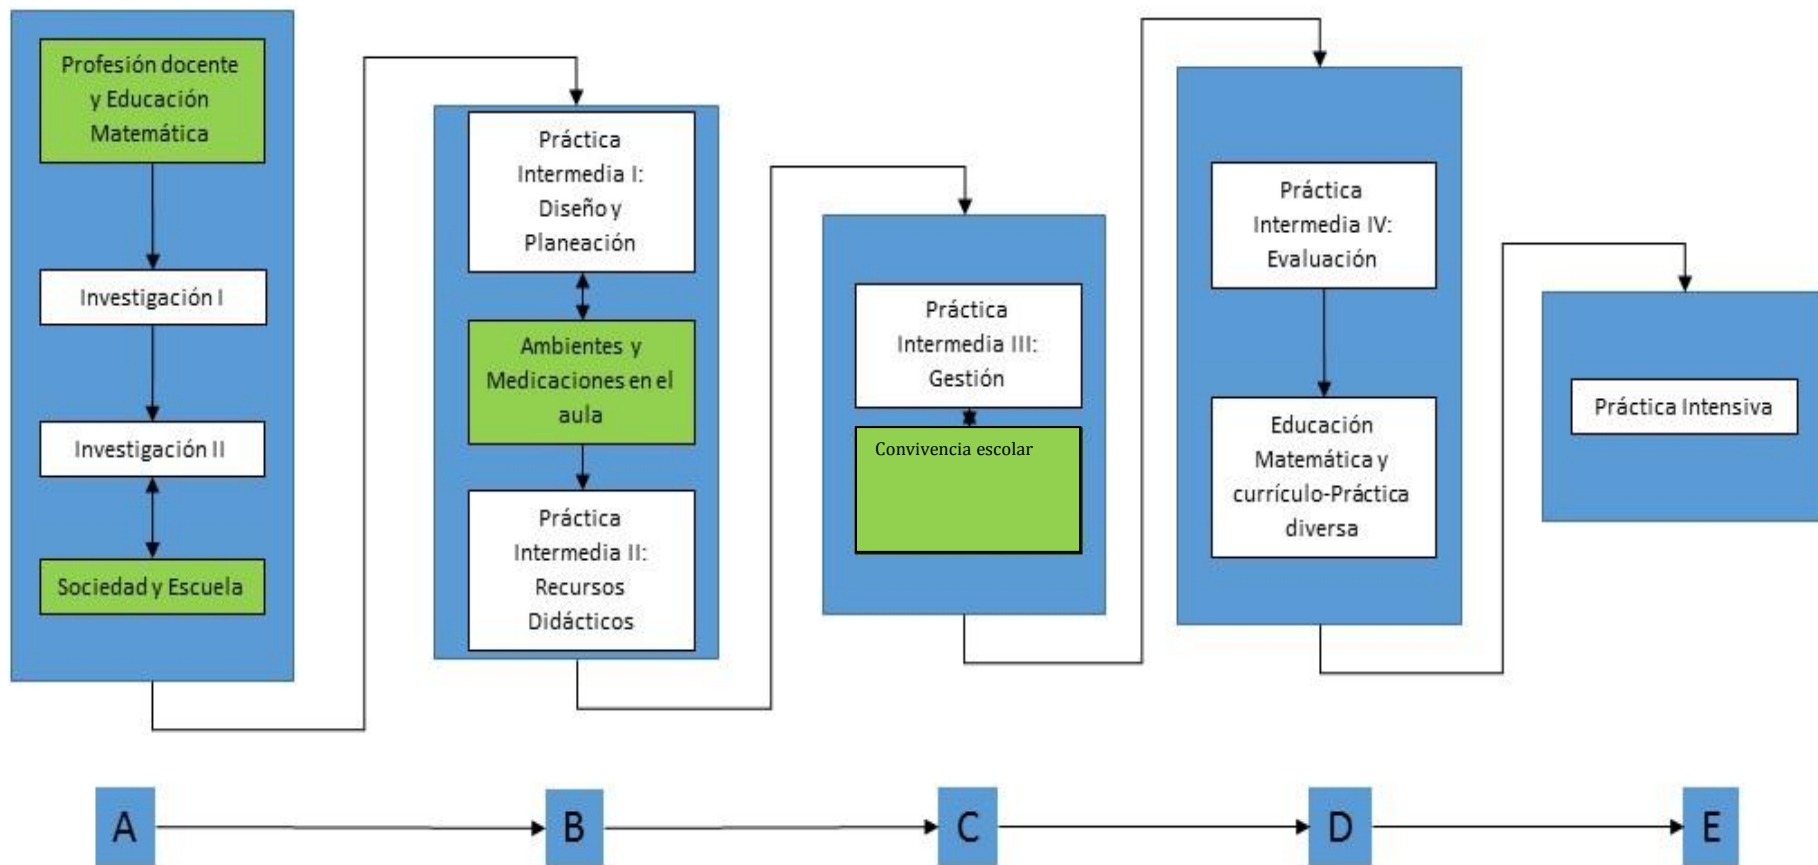 Profesión docente
y Educación
Matemática
Investigación I
Investigación II
Sociedad y Escuela
Práctica
Intermedia I:
Diseño y
Planeación
Ambientes y
Medicaciones en el
aula
Práctica
Intermedia II:
Recursos
Didácticos
Práctica
Intermedia III:
Gestión
Convivencia escolar
Práctica
Intermedia IV:
Evaluación
Educación
Matemática y
currículo-Práctica
diversa
Práctica Intensiva
A
B
C
D
E